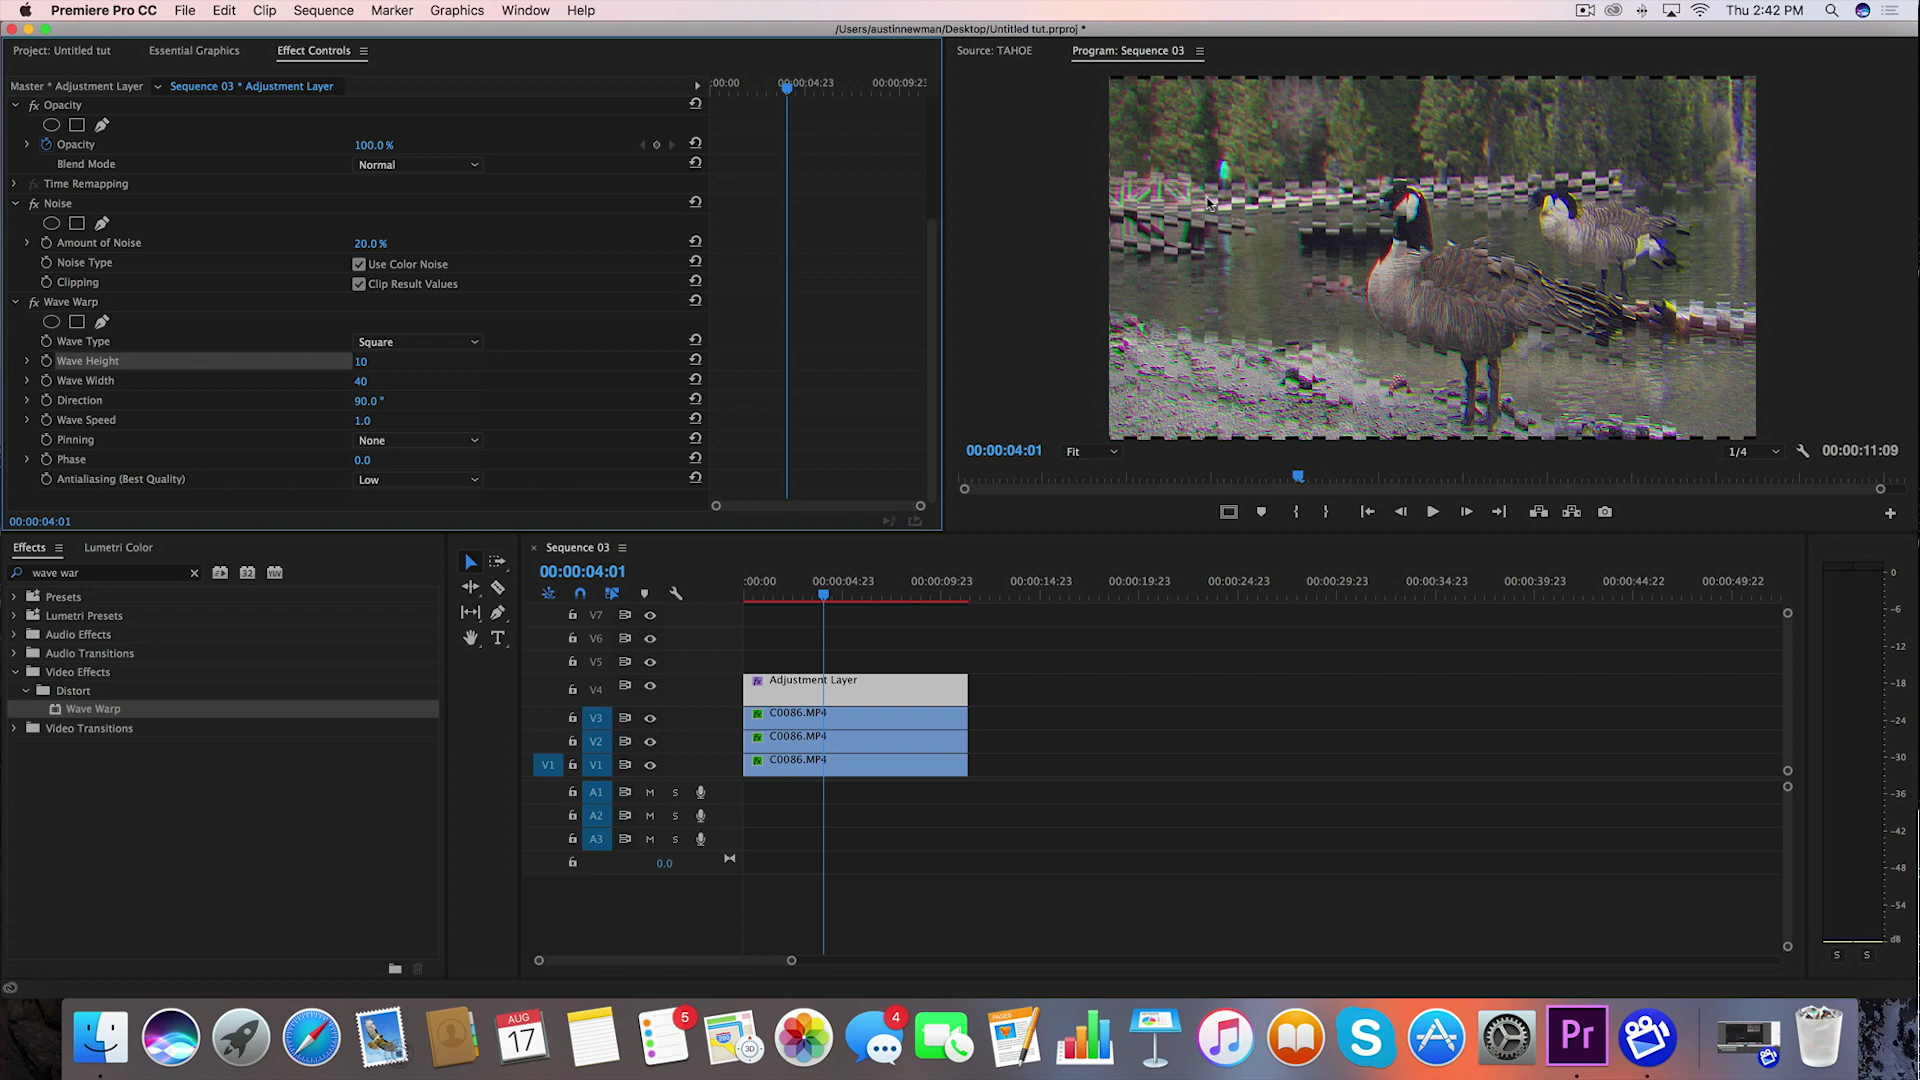 Premiere Pro CC File Edit Clip Sequence Marker Graphics Window Help Thu 2:42 PM
/Users/austinnewman/Desktop/Untitled tut.prproj *
Project: Untitled tut Essential Graphics Effect Controls
Master * Adjustment Layer Sequence 03 * Adjustment Layer
:00:00 00:00:04:23 00:00:09:23
fx Opacity
Opacity 100.0 %
Blend Mode Normal
fx Time Remapping
fx Noise
Amount of Noise 20.0 %
Noise Type Use Color Noise
Clipping Clip Result Values
fx Wave Warp
Wave Type Square
Wave Height 10
Wave Width 40
Direction 90.0 °
Wave Speed 1.0
Pinning None
Phase 0.0
Antialiasing (Best Quality) Low
00:00:04:01
Source: TAHOE Program: Sequence 03
00:00:04:01 Fit 1/4 00:00:11:09
Effects Lumetri Color
wave war 32 YUV
Presets
Lumetri Presets
Audio Effects
Audio Transitions
Video Effects
Distort
Wave Warp
Video Transitions
Sequence 03
00:00:04:01
:00:00 00:00:04:23 00:00:09:23 00:00:14:23 00:00:19:23 00:00:24:23 00:00:29:23 00:00:34:23 00:00:39:23 00:00:44:22 00:00:49:22
V7
V6
V5
V4 fx Adjustment Layer
V3 fx C0086.MP4
V2 fx C0086.MP4
V1 V1 fx C0086.MP4
A1 M S
A2 M S
A3 M S
0.0
T
0
-6
-12
-18
-24
-30
-36
-42
-48
-54
dB
S S
AUG
17
5
280
3D
4
PAGES
S
Pr